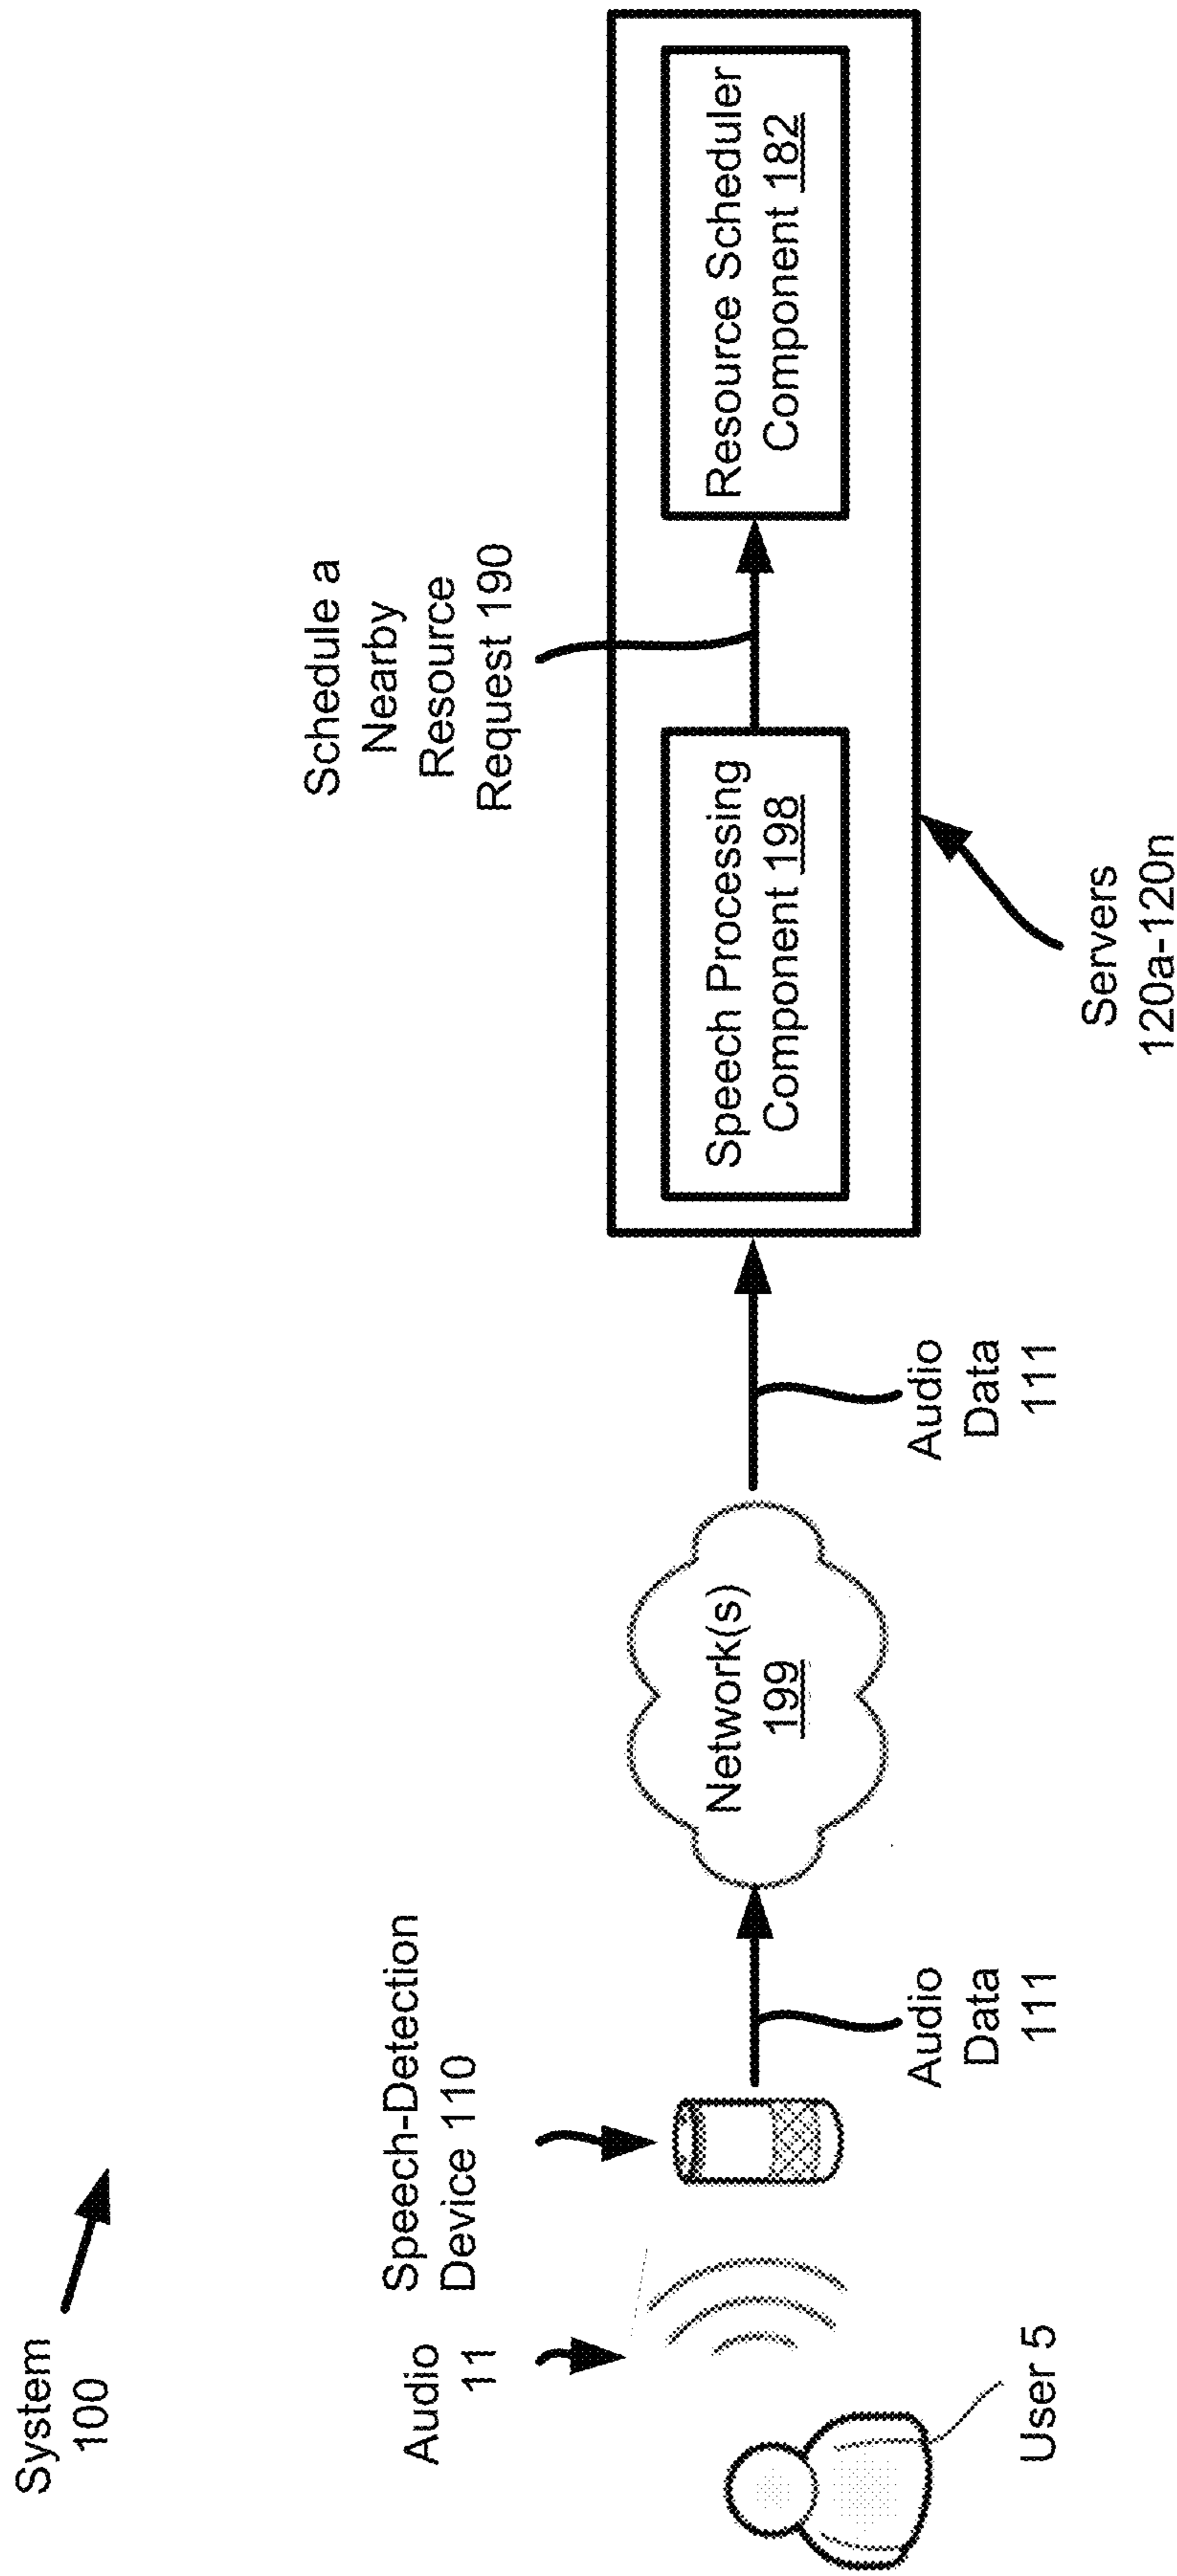 System
100
Audio
11
Speech-Detection
Device 110
User 5
Audio
Data
111
Network(s)
199
Audio
Data
111
Schedule a
Nearby
Resource
Request 190
Speech Processing
Component 198
Resource Scheduler
Component 182
Servers
120a-120n